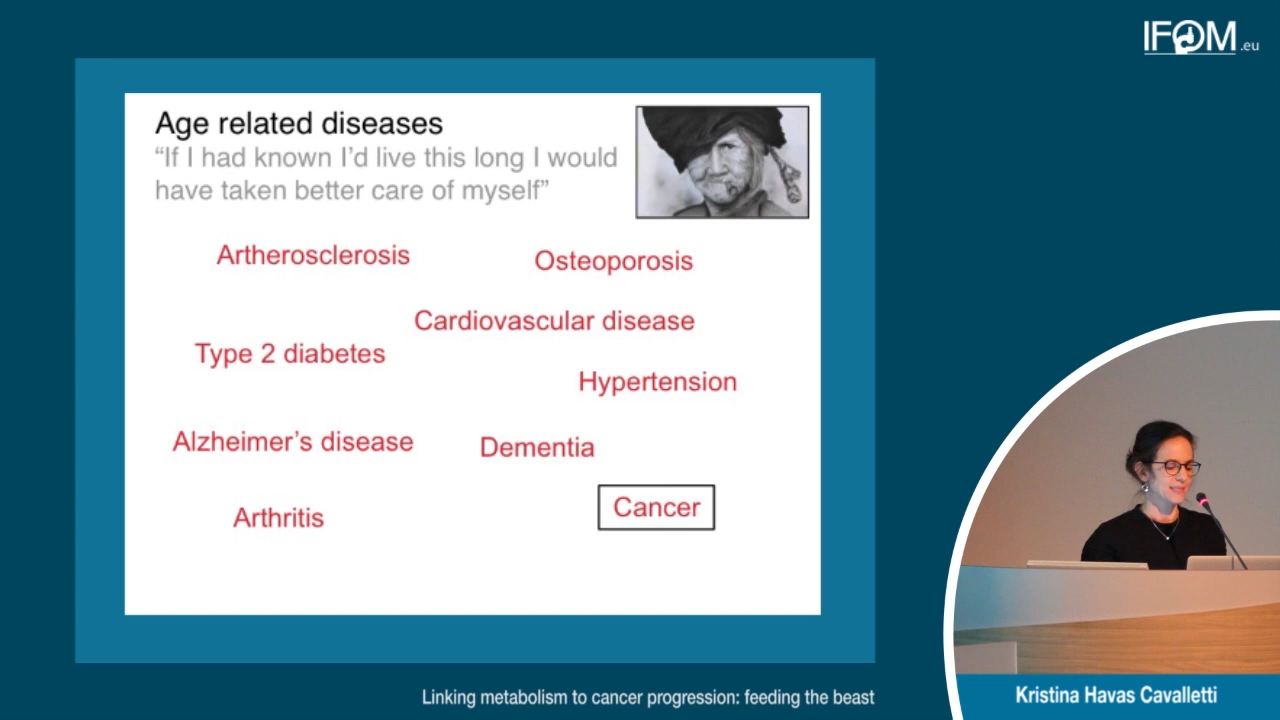 IFOM.eu
Age related diseases
“If I had known I’d live this long I would
have taken better care of myself”
Artherosclerosis
Osteoporosis
Cardiovascular disease
Type 2 diabetes
Hypertension
Alzheimer’s disease
Dementia
Cancer
Arthritis
Linking metabolism to cancer progression: feeding the beast
Kristina Havas Cavalletti